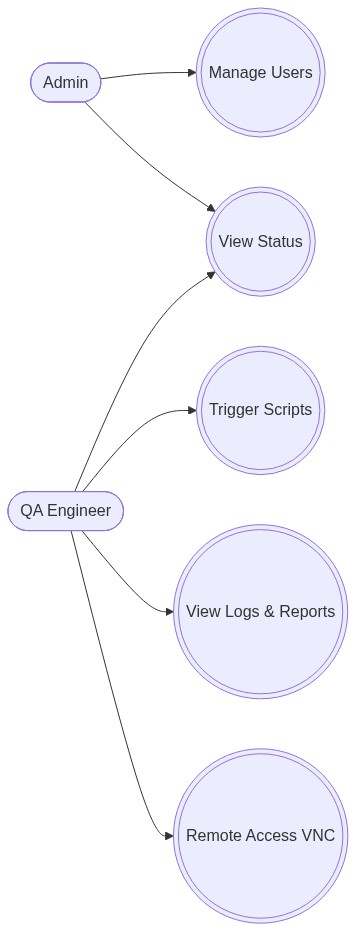 Manage Users
Admin
View Status
Trigger Scripts
QA Engineer
View Logs & Reports
Remote Access VNC